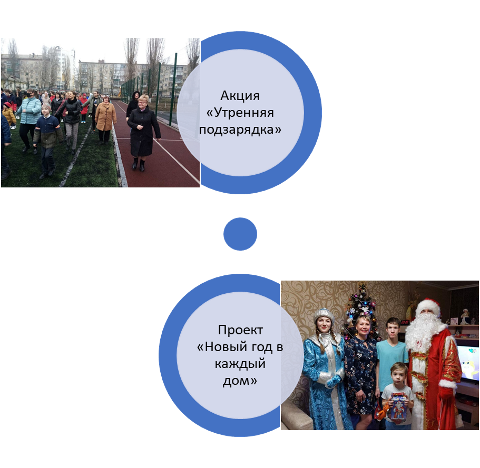 Акция
«Утренняя
подзарядка»
Проект
«Новый год в
каждый
дом»